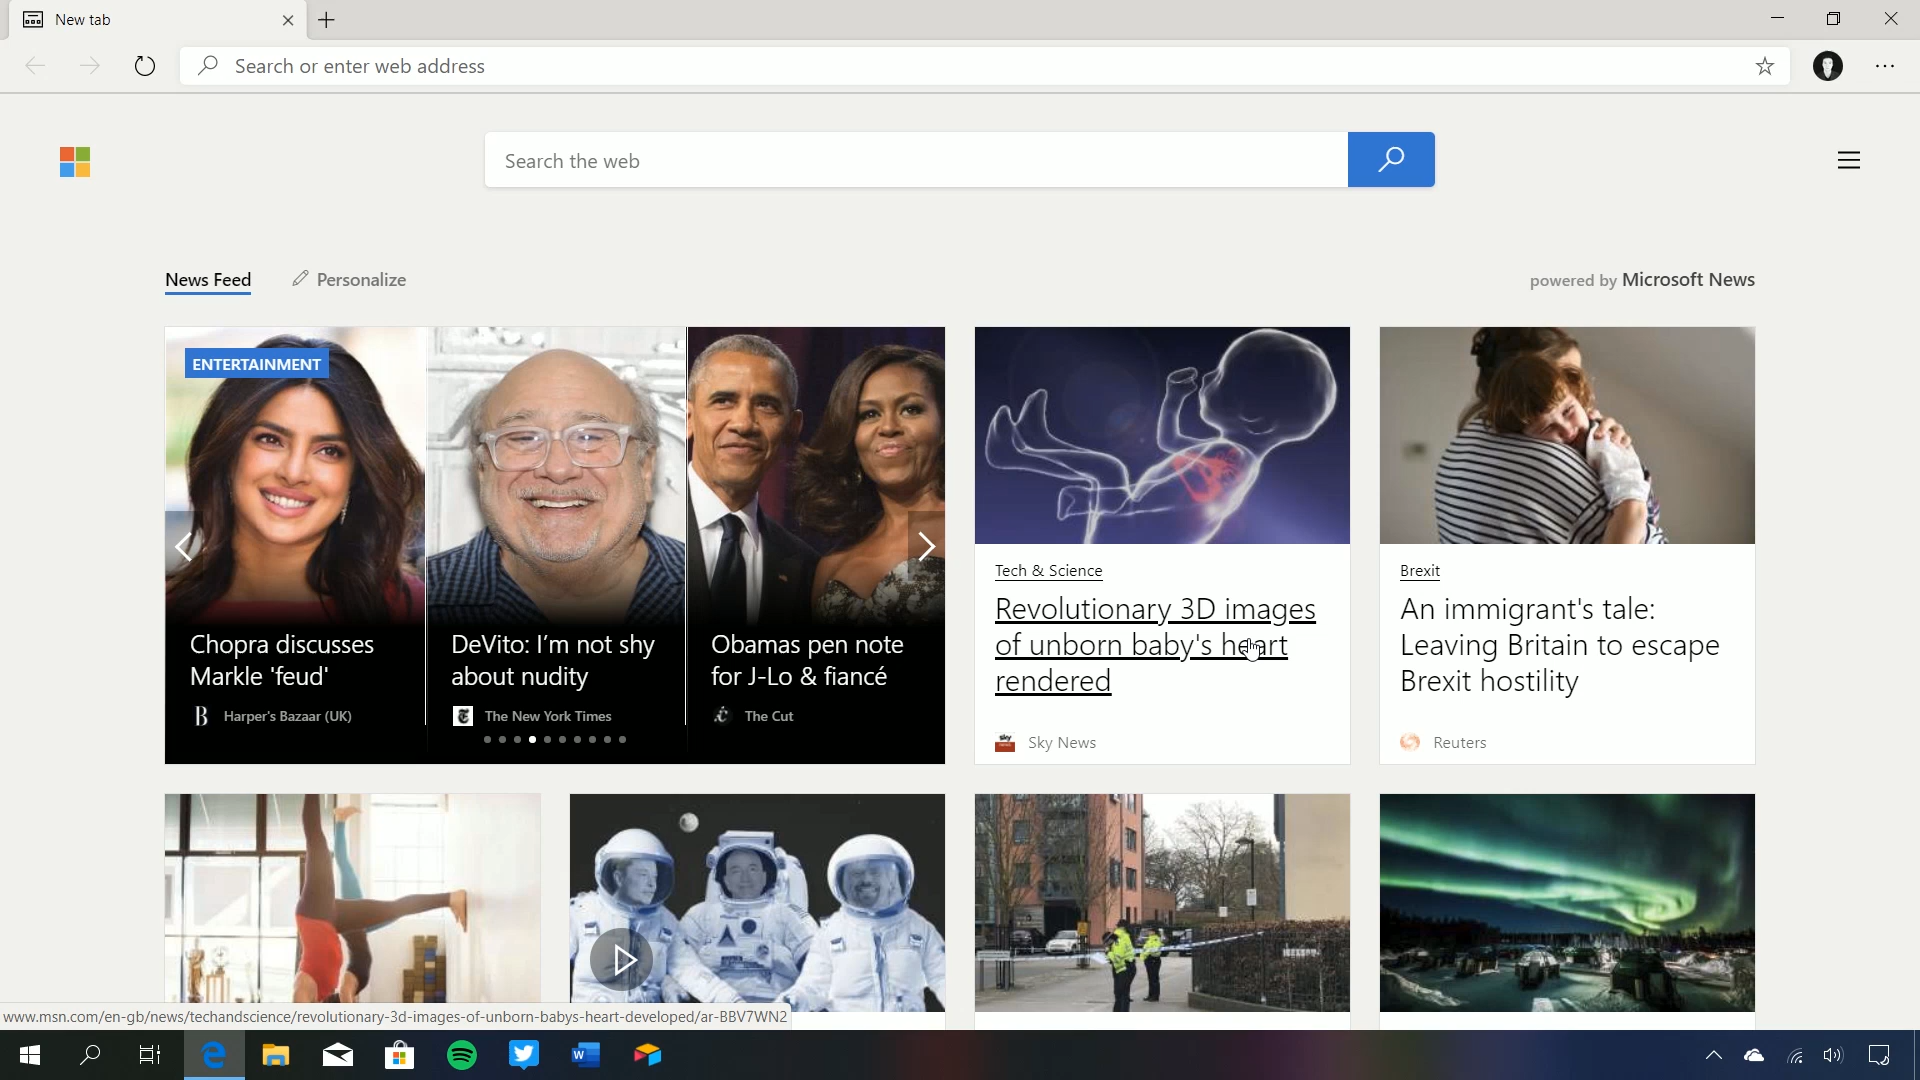 New tab
Search or enter web address
Search the web
News Feed
Personalize
powered by Microsoft News
ENTERTAINMENT
Chopra discusses
Markle 'feud'
Harper's Bazaar (UK)
DeVito: I'm not shy
about nudity
The New York Times
Obamas pen note
for J-Lo & fiancé
The Cut
Tech & Science
Revolutionary 3D images
of unborn baby's heart
rendered
Sky News
Brexit
An immigrant's tale:
Leaving Britain to escape
Brexit hostility
Reuters
www.msn.com/en-gb/news/techandscience/revolutionary-3d-images-of-unborn-babys-heart-developed/ar-BBV7WN2